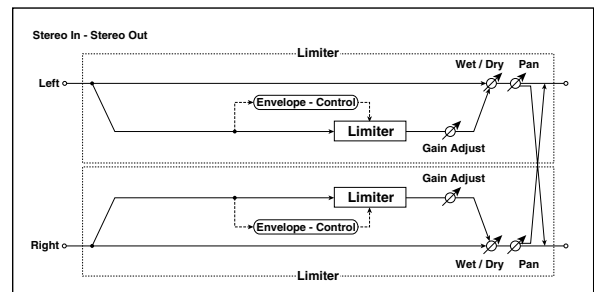 Stereo In - Stereo Out
Limiter
Wet / Dry Pan
Left
Envelope - Control
Limiter
Gain Adjust
Gain Adjust
Limiter
Envelope - Control
Right
Wet / Dry Pan
Limiter